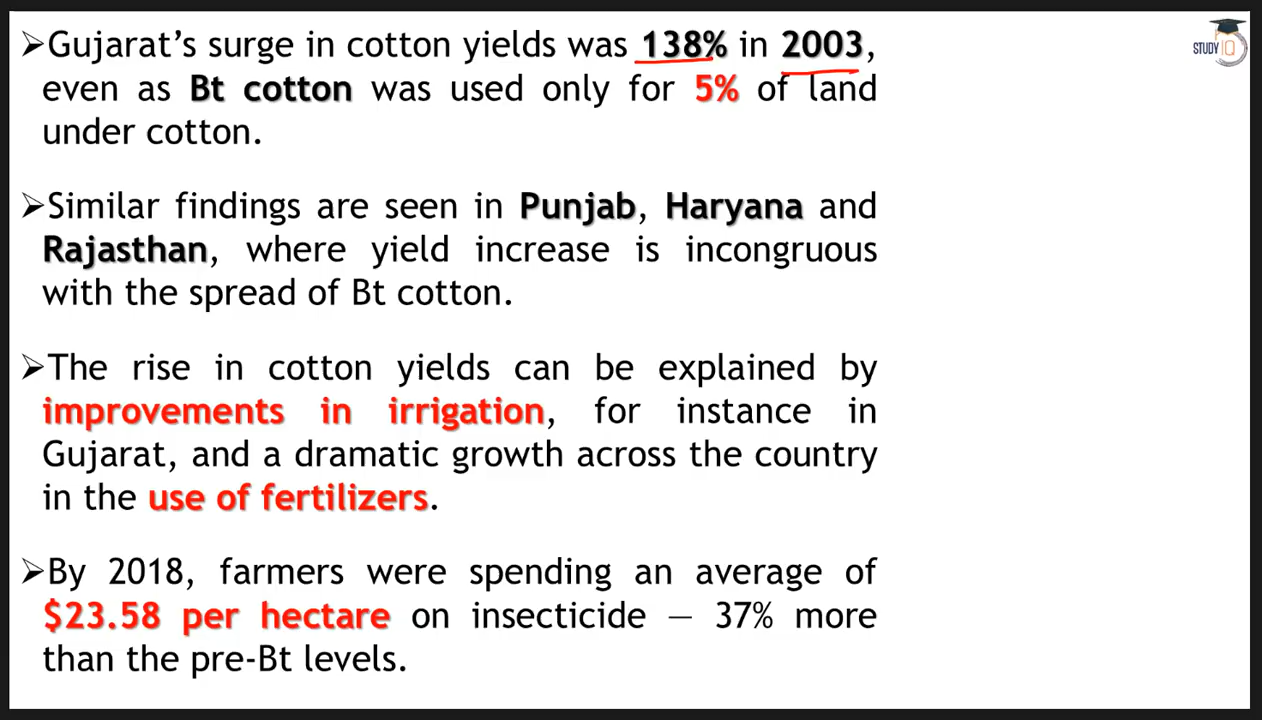 ➢Gujarat's surge in cotton yields was 138% in 2003,
even as Bt cotton was used only for 5% of land
under cotton.
➢Similar findings are seen in Punjab, Haryana and
Rajasthan, where yield increase is incongruous
with the spread of Bt cotton.
➢The rise in cotton yields can be explained by
improvements in irrigation, for instance in
Gujarat, and a dramatic growth across the country
in the use of fertilizers.
➢By 2018, farmers were spending an average of
$23.58 per hectare on insecticide — 37% more
than the pre-Bt levels.
STUDY IQ